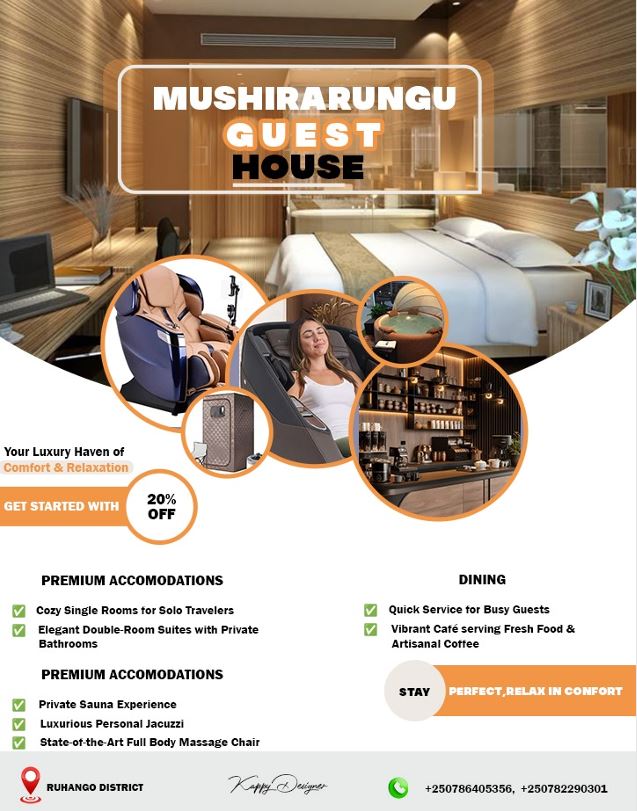 MUSHIRARUNGU
GUEST
HOUSE
Your Luxury Haven of
Comfort & Relaxation
GET STARTED WITH
20%
OFF
PREMIUM ACCOMODATIONS
Cozy Single Rooms for Solo Travelers
Elegant Double-Room Suites with Private
Bathrooms
PREMIUM ACCOMODATIONS
Private Sauna Experience
Luxurious Personal Jacuzzi
State-of-the-Art Full Body Massage Chair
DINING
Quick Service for Busy Guests
Vibrant Café serving Fresh Food &
Artisanal Coffee
STAY
PERFECT,RELAX IN CONFORT
RUHANGO DISTRICT
Kappy Designer
+250786405356, +250782290301